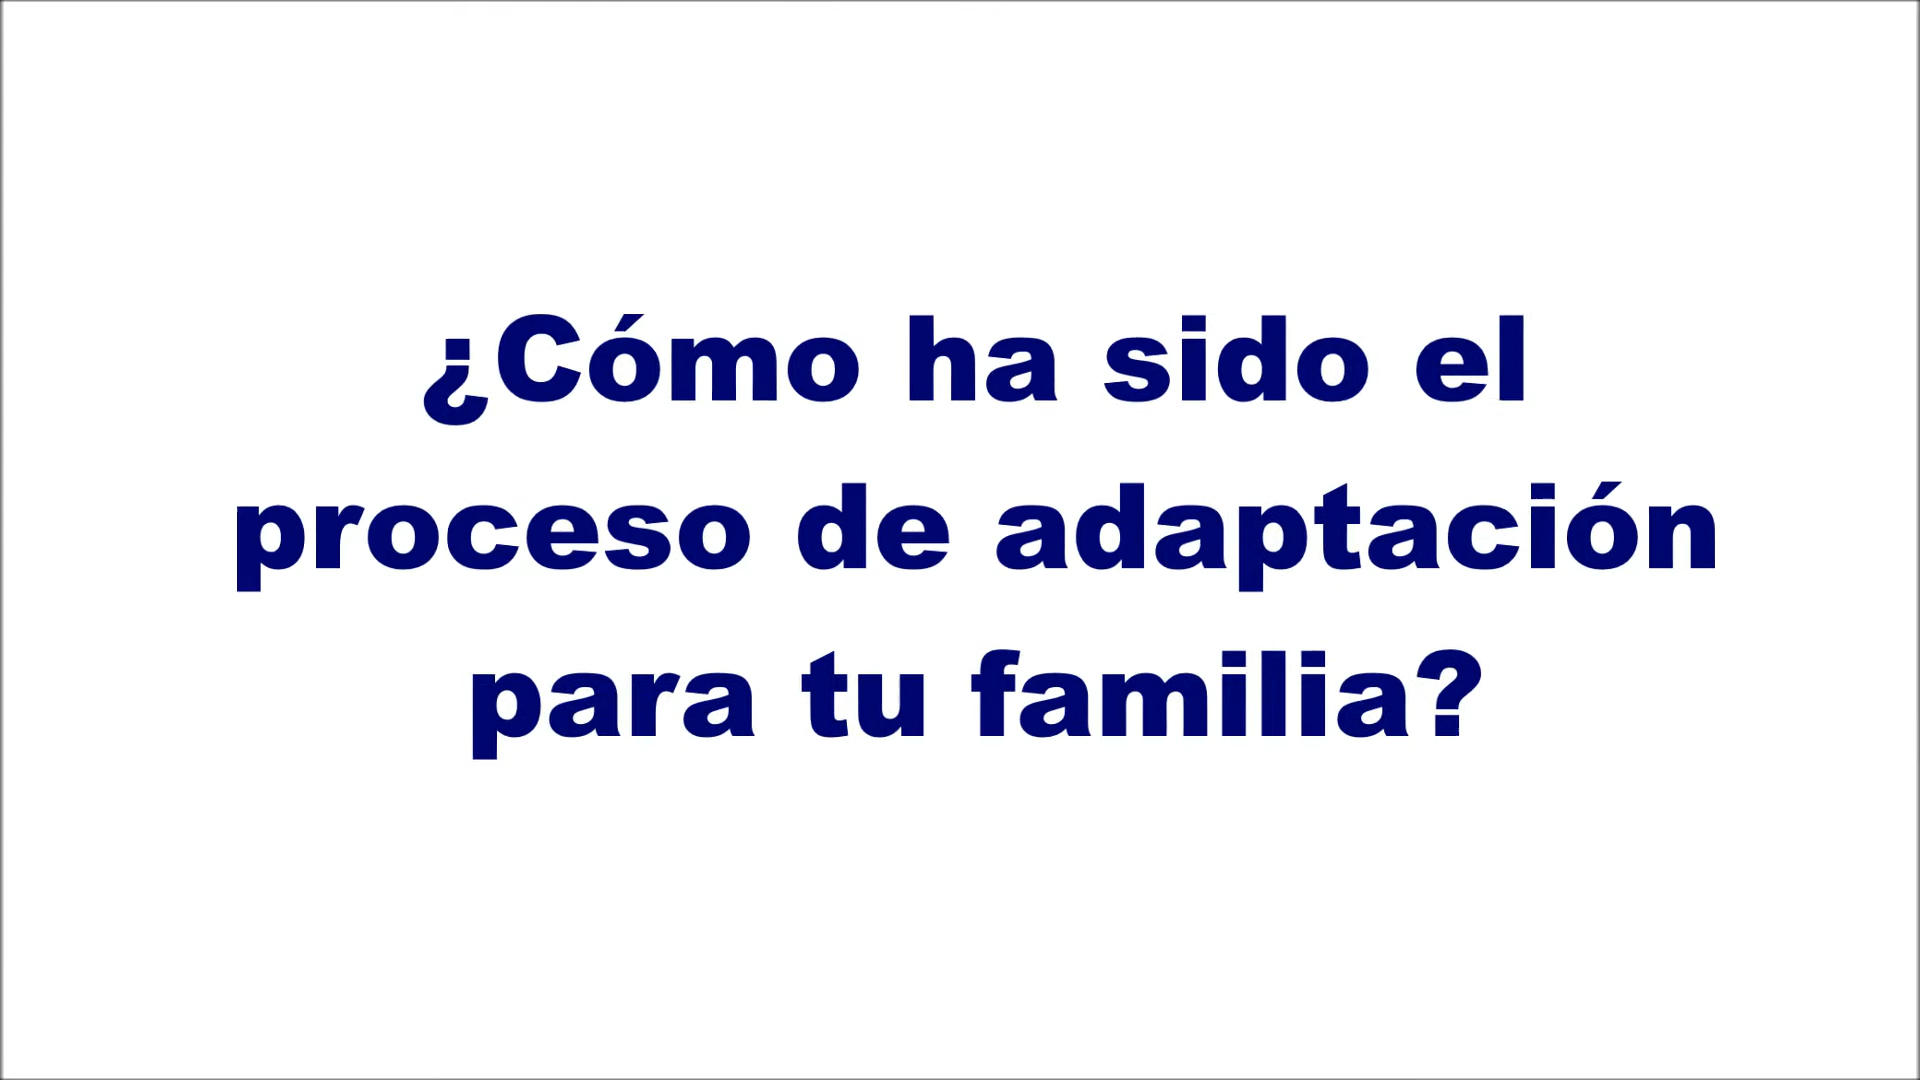 ¿Cómo ha sido el
proceso de adaptación
para tu familia?